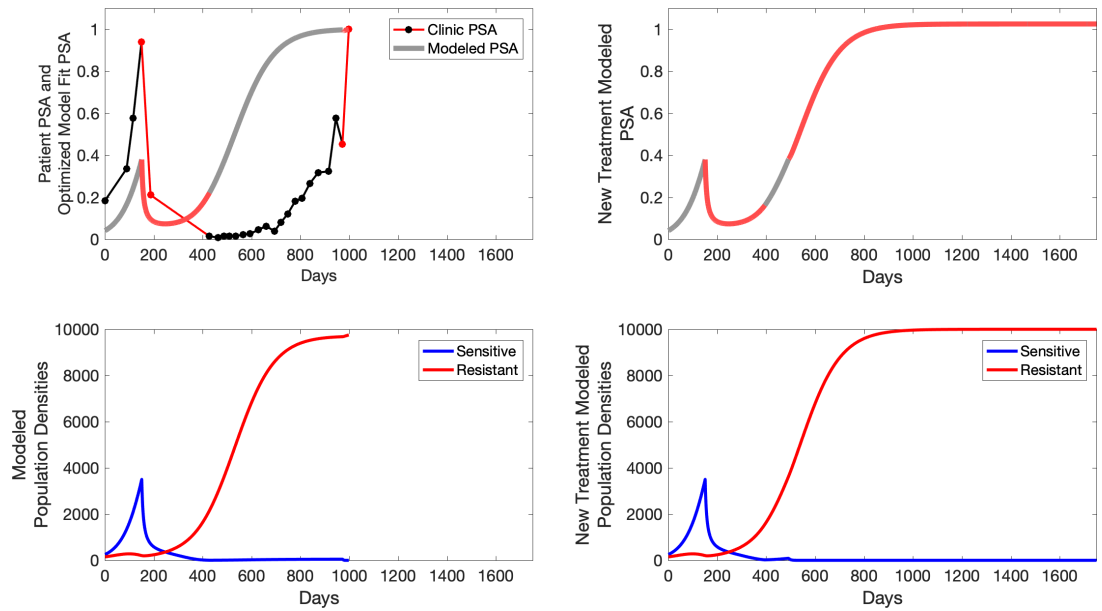 Patient PSA and
Optimized Model Fit PSA
1
0.8
0.6
0.4
0.2
0
Clinic PSA
Modeled PSA
0 200 400 600 800 1000 1200 1400 1600
Days
New Treatment Modeled
PSA
1
0.8
0.6
0.4
0.2
0
0 200 400 600 800 1000 1200 1400 1600
Days
Modeled
Population Densities
10000
8000
6000
4000
2000
0
Sensitive
Resistant
0 200 400 600 800 1000 1200 1400 1600
Days
New Treatment Modeled
Population Densities
10000
8000
6000
4000
2000
0
Sensitive
Resistant
0 200 400 600 800 1000 1200 1400 1600
Days